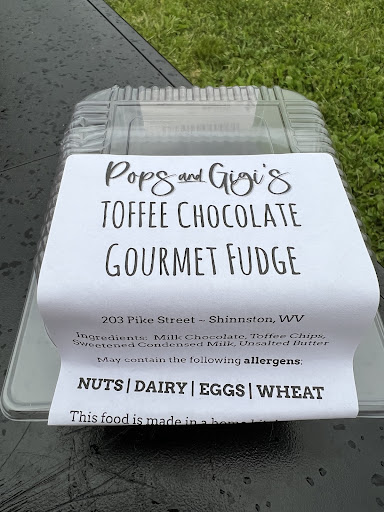 Pops and Gigi's
TOFFEE CHOCOLATE
GOURMET FUDGE
203 Pike Street ~ Shinnston, WV
Ingredients: Milk Chocolate, Toffee Chips,
Sweetened Condensed Milk, Unsalted Butter
May contain the following allergens:
NUTS | DAIRY | EGGS | WHEAT
This food is made in a home